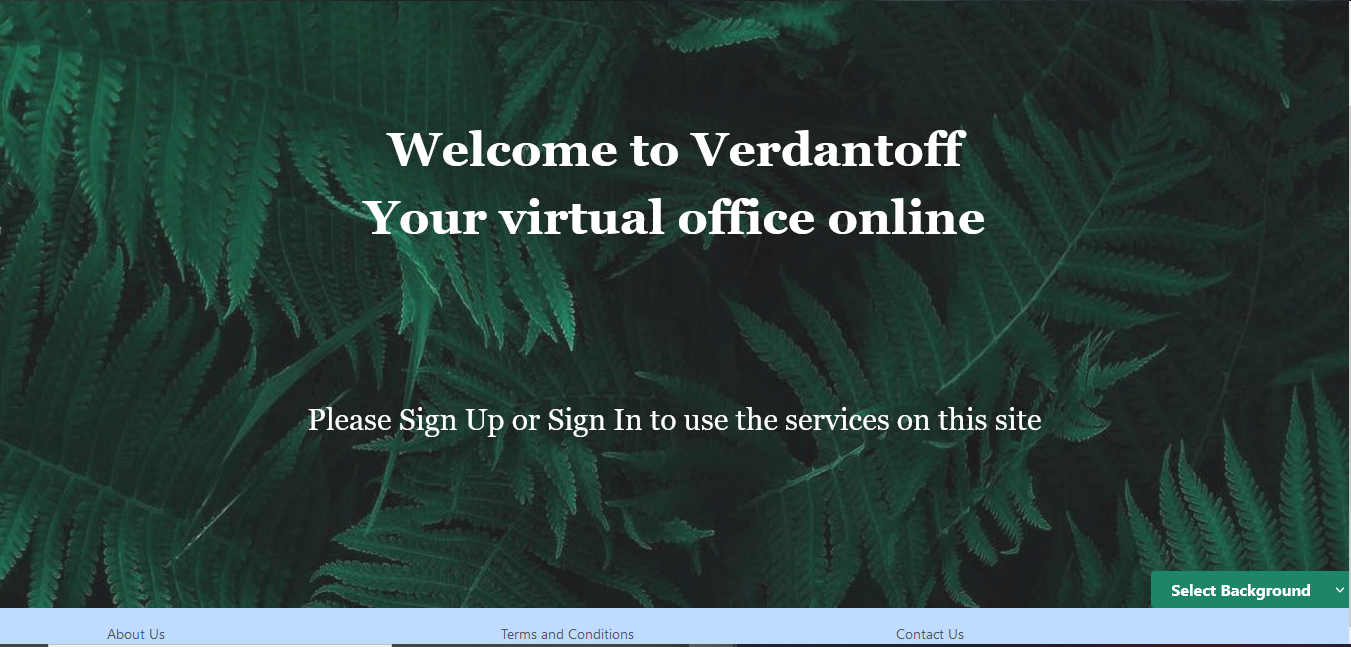 Welcome to Verdantoff
Your virtual office online
Please Sign Up or Sign In to use the services on this site
Select Background
About Us
Terms and Conditions
Contact Us